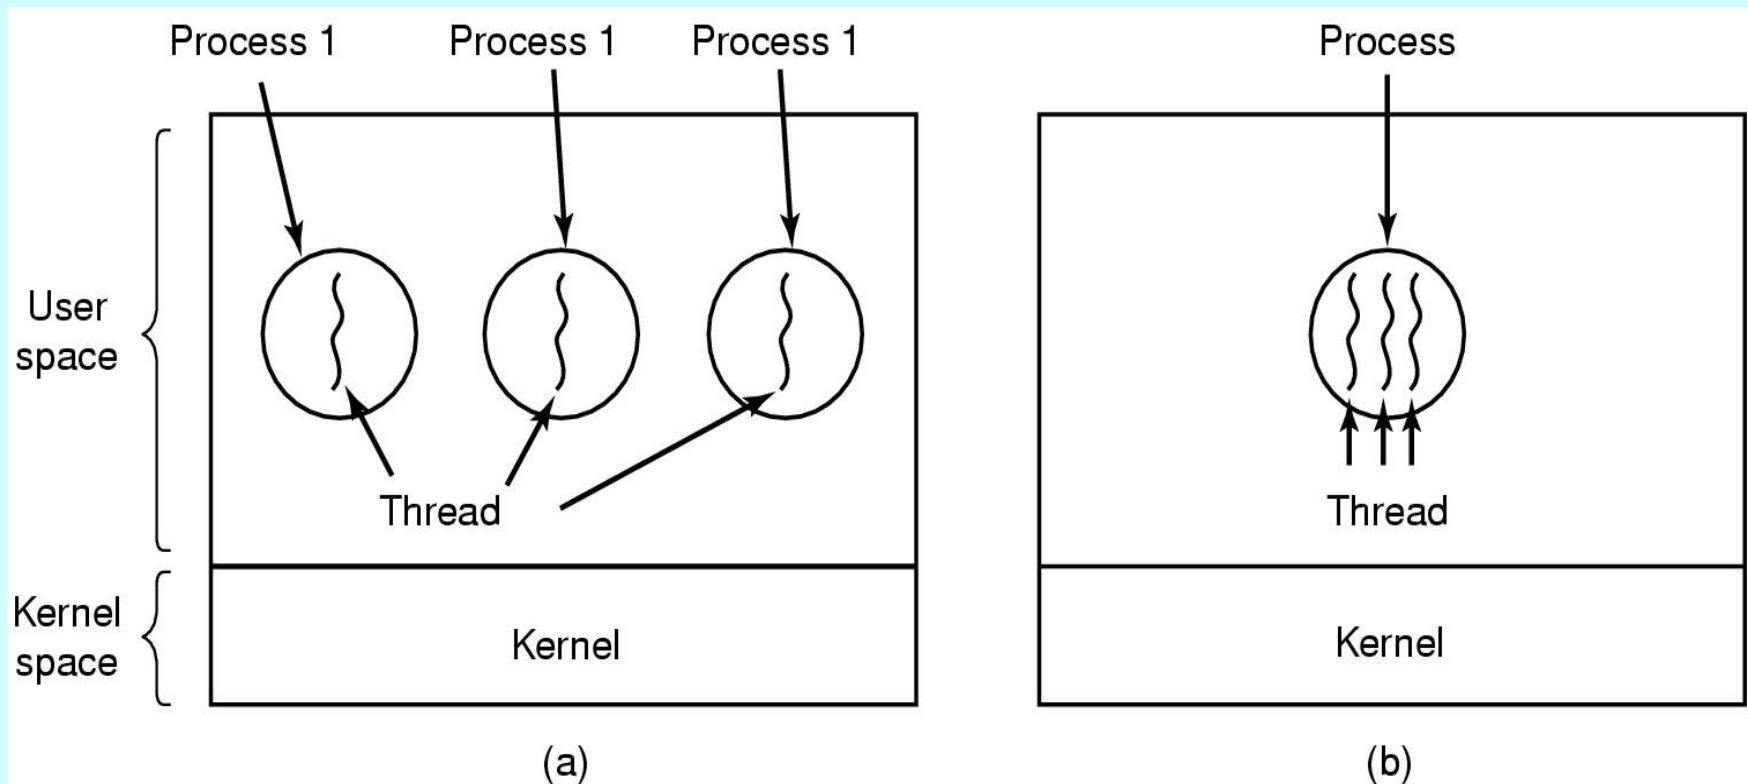 Process 1
Process 1
Process 1
Process
User
space
Thread
Thread
Kernel
space
Kernel
Kernel
(a)
(b)